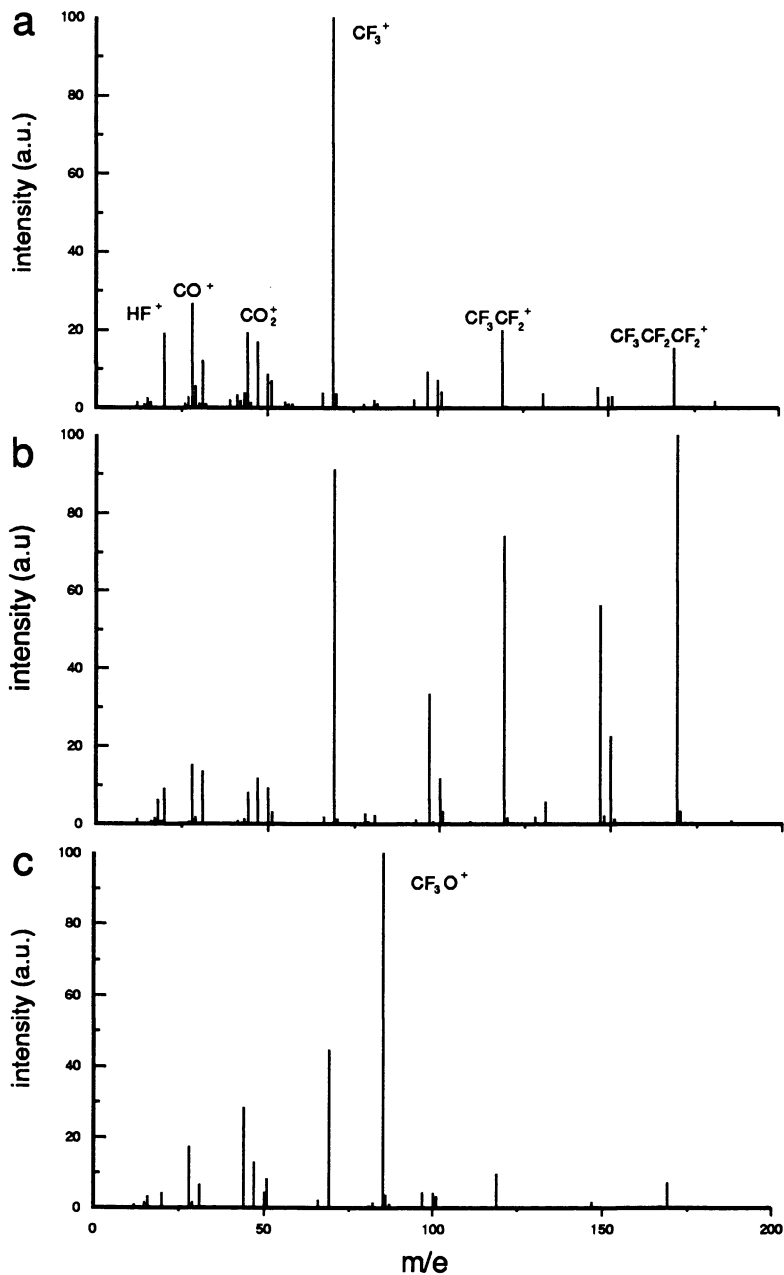 a
100
80
60
40
20
0
intensity (a.u.)
CF₃⁺
HF⁺
CO⁺
CO₂⁺
CF₃CF₂⁺
CF₃CF₂CF₂⁺
b
100
80
60
40
20
0
intensity (a.u)
c
100
80
60
40
20
0
intensity (a.u.)
CF₃O⁺
0 50 100 150 200
m/e